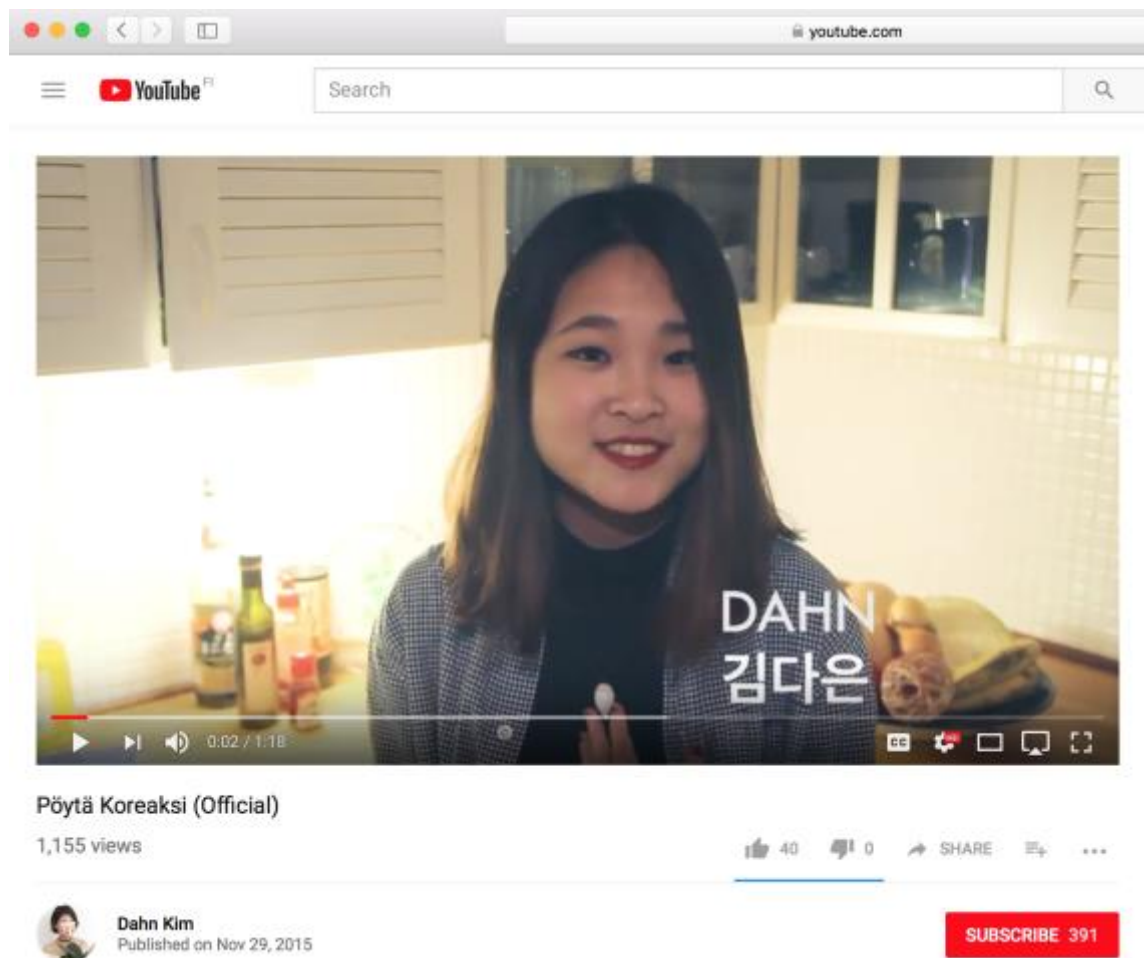 youtube.com
YouTube FI
Search
DAHN
김다은
CC
0:02 / 1:18
HD
Pöytä Koreaksi (Official)
1,155 views
40
0
SHARE
Dahn Kim
Published on Nov 29, 2015
SUBSCRIBE 391